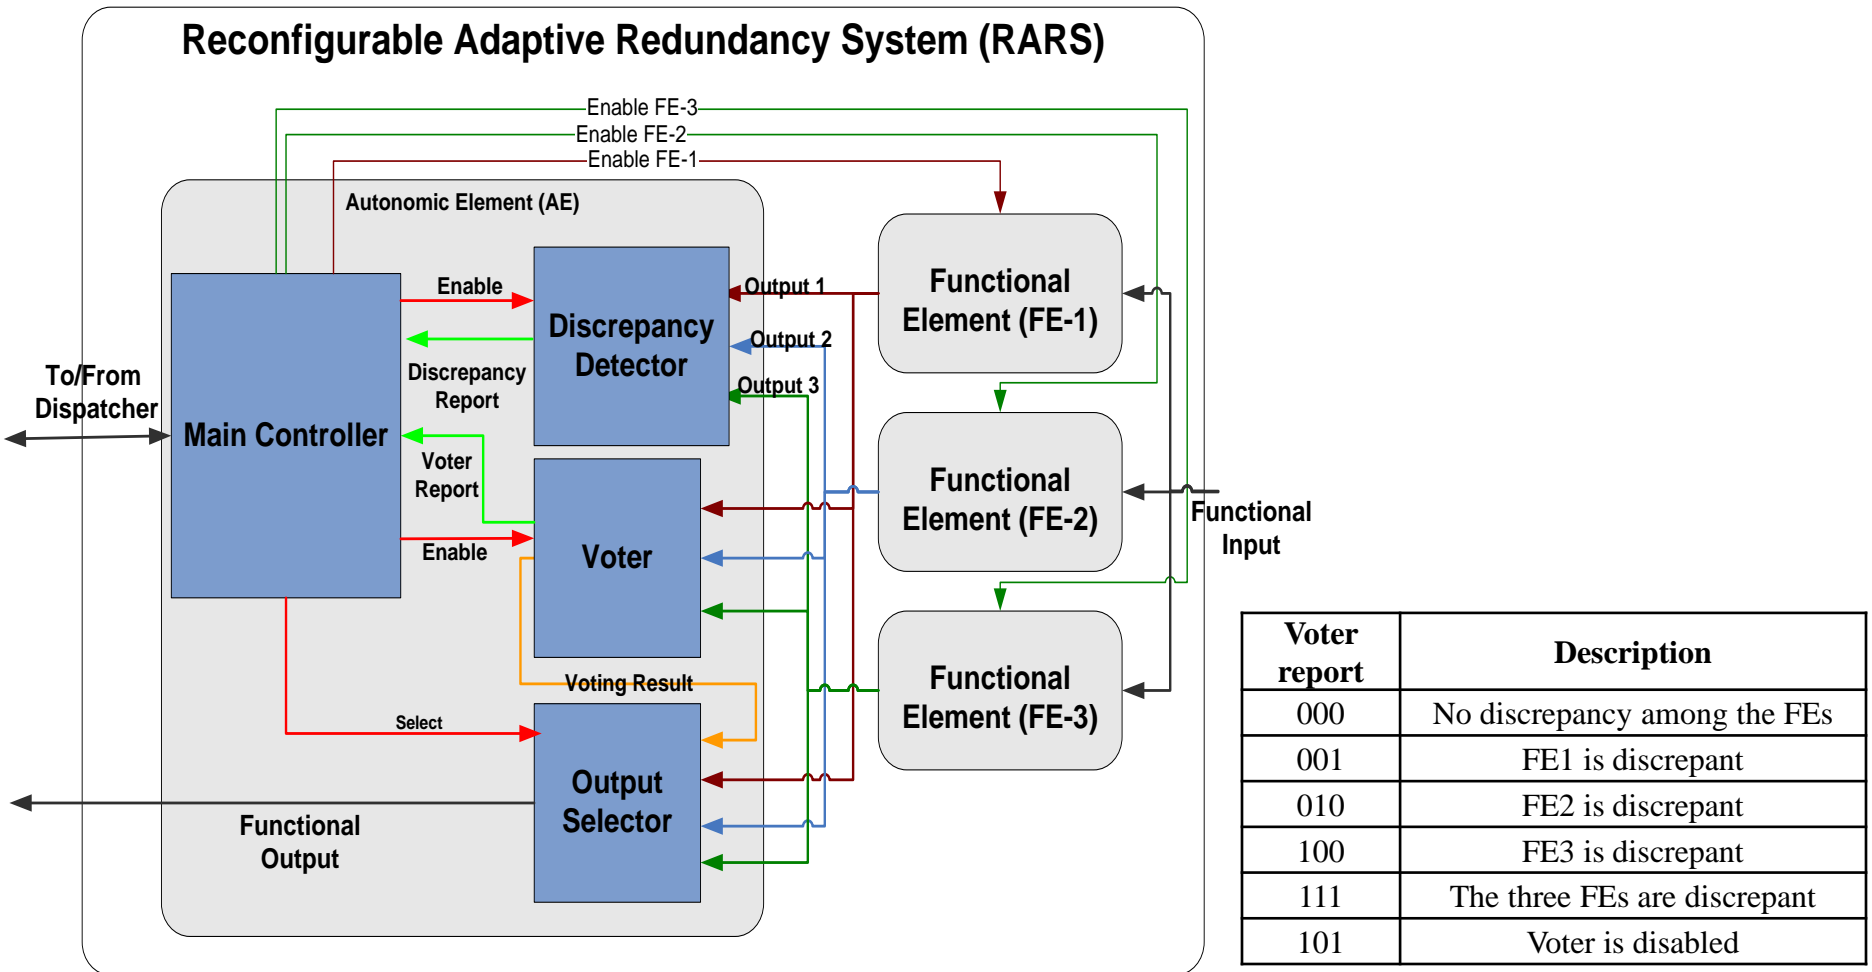 Reconfigurable Adaptive Redundancy System (RARS)
Enable FE-3
Enable FE-2
Enable FE-1
Autonomic Element (AE)
Main Controller
Enable
Discrepancy
Report
Voter
Report
Enable
Discrepancy
Detector
Output 1
Output 2
Output 3
Voter
Voting Result
Select
Output
Selector
Functional
Output
To/From
Dispatcher
Functional
Element (FE-1)
Functional
Element (FE-2)
Functional
Element (FE-3)
Functional
Input
Voter
report
Description
000 No discrepancy among the FEs
001 FE1 is discrepant
010 FE2 is discrepant
100 FE3 is discrepant
111 The three FEs are discrepant
101 Voter is disabled